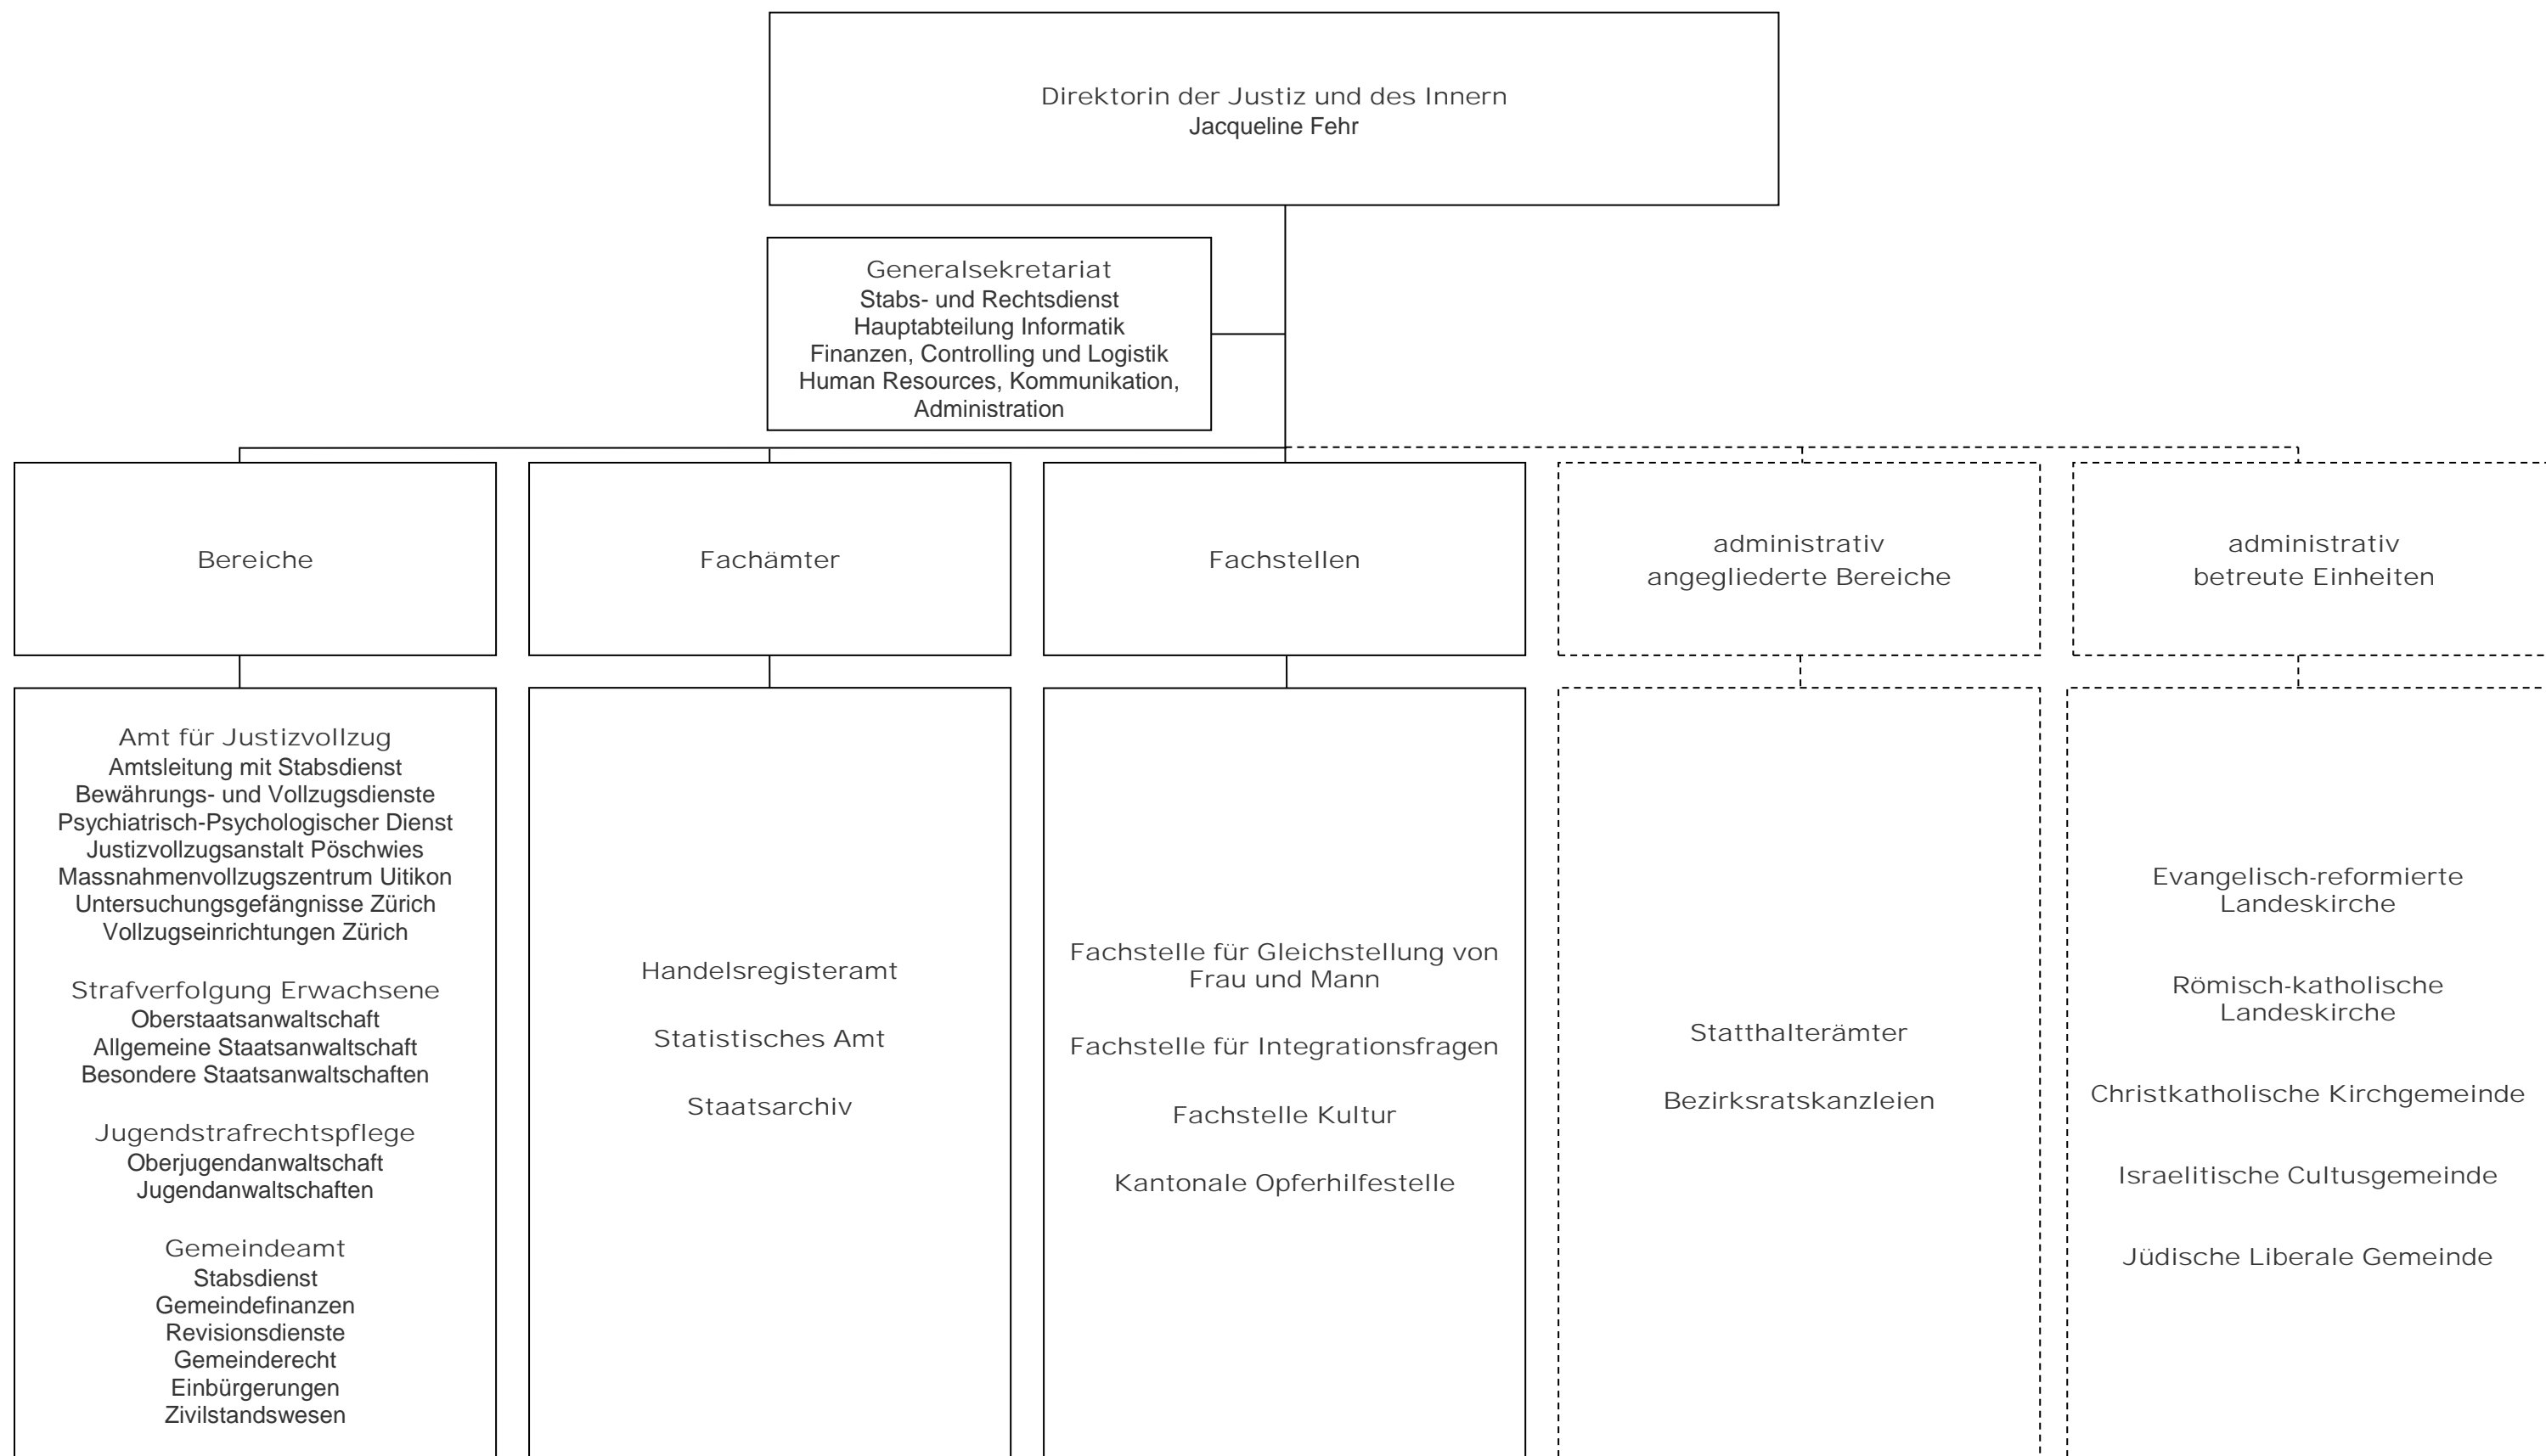 Direktorin der Justiz und des Innern
Jacqueline Fehr
Generalsekretariat
Stabs- und Rechtsdienst
Hauptabteilung Informatik
Finanzen, Controlling und Logistik
Human Resources, Kommunikation,
Administration
Bereiche
Fachämter
Fachstellen
administrativ
angegliederte Bereiche
administrativ
betreute Einheiten
Amt für Justizvollzug
Amtsleitung mit Stabsdienst
Bewährungs- und Vollzugsdienste
Psychiatrisch-Psychologischer Dienst
Justizvollzugsanstalt Pöschwies
Massnahmenvollzugszentrum Uitikon
Untersuchungsgefängnisse Zürich
Vollzugseinrichtungen Zürich
Strafverfolgung Erwachsene
Oberstaatsanwaltschaft
Allgemeine Staatsanwaltschaft
Besondere Staatsanwaltschaften
Jugendstrafrechtspflege
Oberjugendanwaltschaft
Jugendanwaltschaften
Gemeindeamt
Stabsdienst
Gemeindefinanzen
Revisionsdienste
Gemeinderecht
Einbürgerungen
Zivilstandswesen
Handelsregisteramt
Statistisches Amt
Staatsarchiv
Fachstelle für Gleichstellung von
Frau und Mann
Fachstelle für Integrationsfragen
Fachstelle Kultur
Kantonale Opferhilfestelle
Statthalterämter
Bezirksratskanzleien
Evangelisch-reformierte
Landeskirche
Römisch-katholische
Landeskirche
Christkatholische Kirchgemeinde
Israelitische Cultusgemeinde
Jüdische Liberale Gemeinde